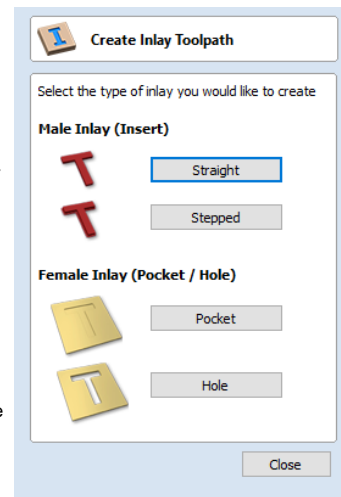 Create Inlay Toolpath
Select the type of inlay you would like to create
Male Inlay (Insert)
Straight
Stepped
Female Inlay (Pocket / Hole)
Pocket
Hole
Close